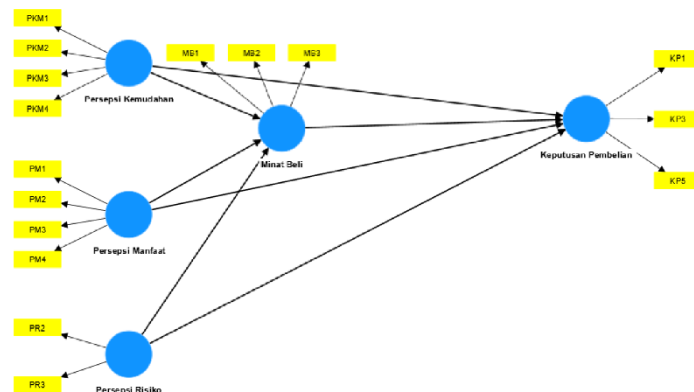 PKM1
PKM2
PKM3
PKM4
Persepsi Kemudahan
MB1
MB2
MB3
Minat Beli
KP1
KP3
KP5
Keputusan Pembelian
PM1
PM2
PM3
PM4
Persepsi Manfaat
PR2
PR3
Persepsi Risiko